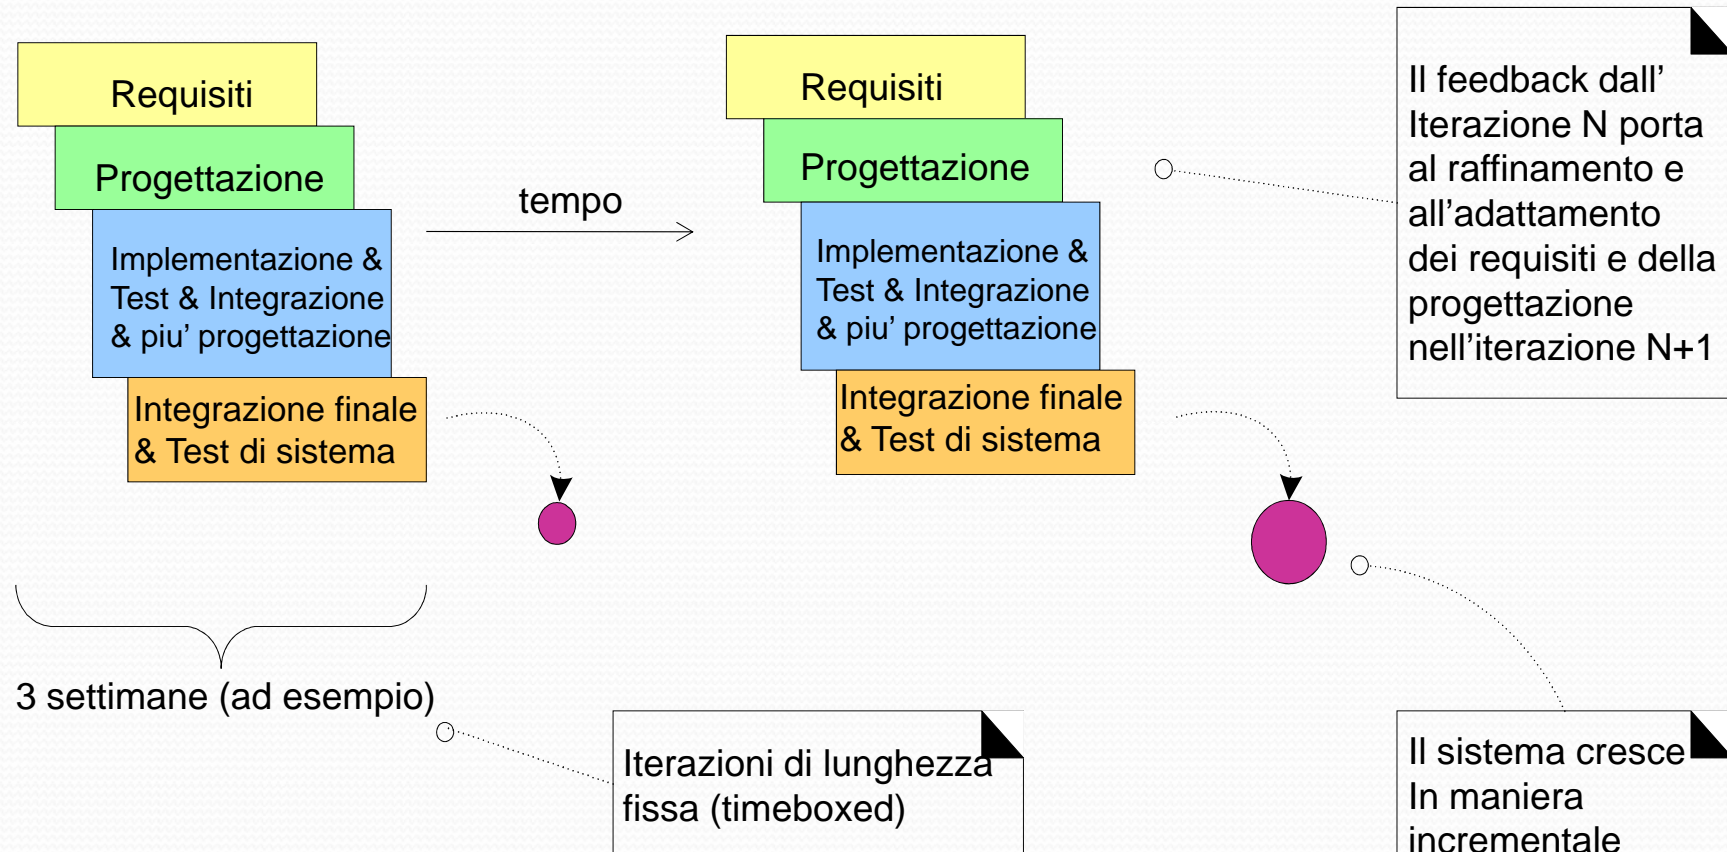 Requisiti
Progettazione
Implementazione &
Test & Integrazione
& piu’ progettazione
Integrazione finale
& Test di sistema
tempo
Requisiti
Progettazione
Implementazione &
Test & Integrazione
& piu’ progettazione
Integrazione finale
& Test di sistema
Il feedback dall’
Iterazione N porta
al raffinamento e
all’adattamento
dei requisiti e della
progettazione
nell’iterazione N+1
3 settimane (ad esempio)
Iterazioni di lunghezza
fissa (timeboxed)
Il sistema cresce
In maniera
incrementale